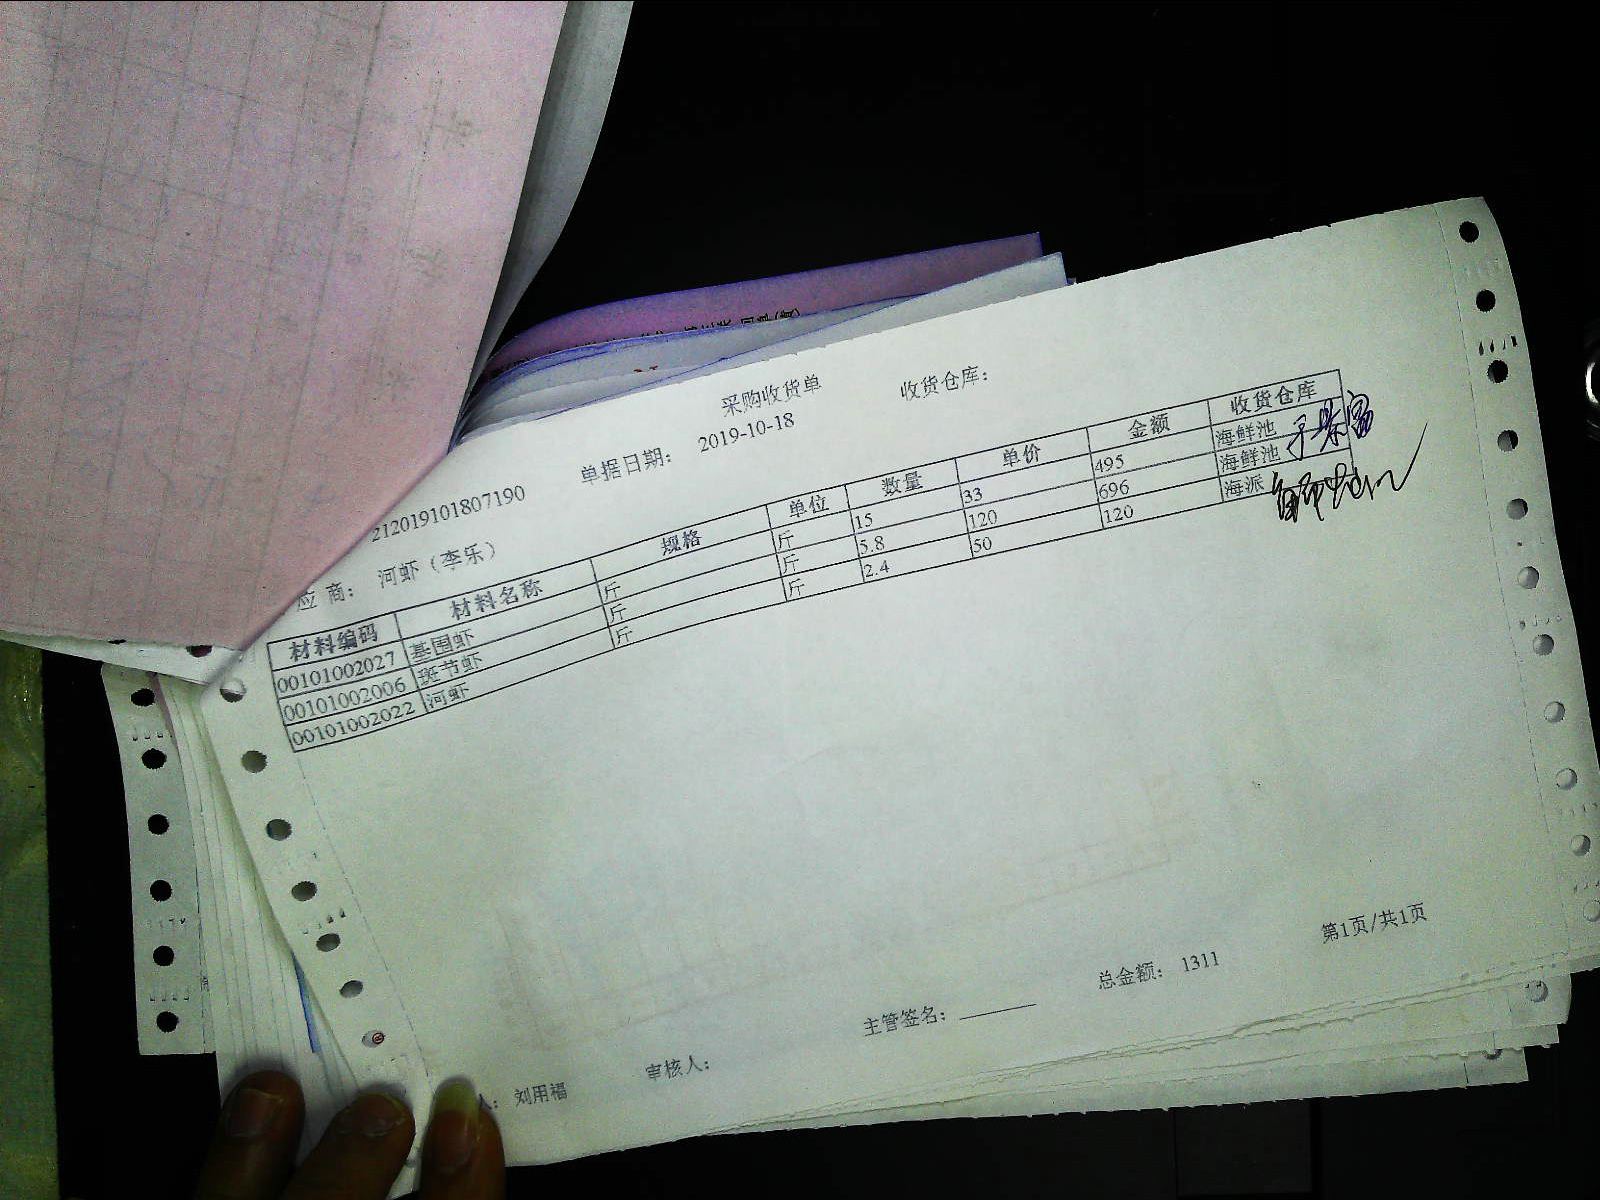 采购收货单 收货仓库：
212019101807190 单据日期： 2019-10-18
应 商： 河虾（李乐）
材料编码 材料名称 规格 单位 数量 单价 金额 收货仓库
00101002027 基围虾 斤 斤 15 33 495 海鲜池
00101002006 斑节虾 斤 斤 5.8 120 696 海鲜池
00101002022 河虾 斤 斤 2.4 50 120 海派
人： 刘用福 审核人： 主管签名： 总金额： 1311 第1页/共1页